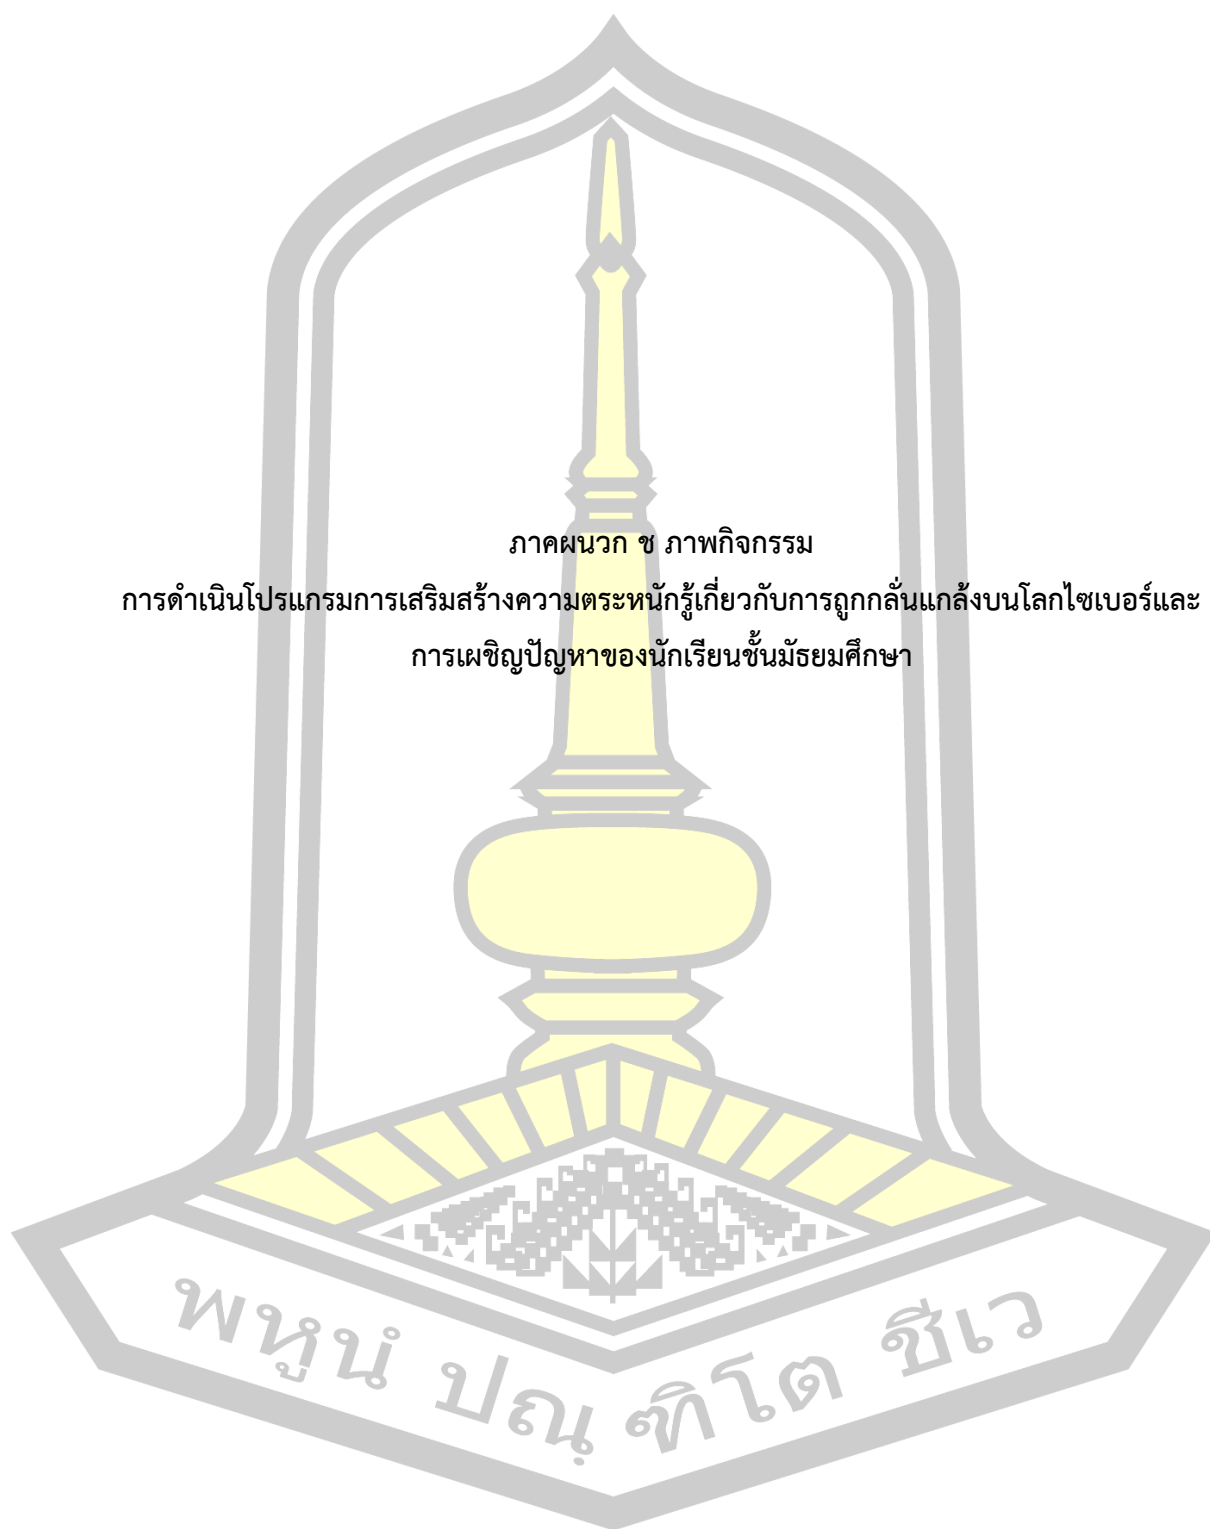 ภาคผนวก ช ภาพกิจกรรม
การดำเนินโปรแกรมการเสริมสร้างความตระหนักรู้เกี่ยวกับการถูกกลั่นแกล้งบนโลกไซเบอร์และ
การเผชิญปัญหาของนักเรียนชั้นมัธยมศึกษา
พหูนํ ปณฺ ฑิโต ชีเว